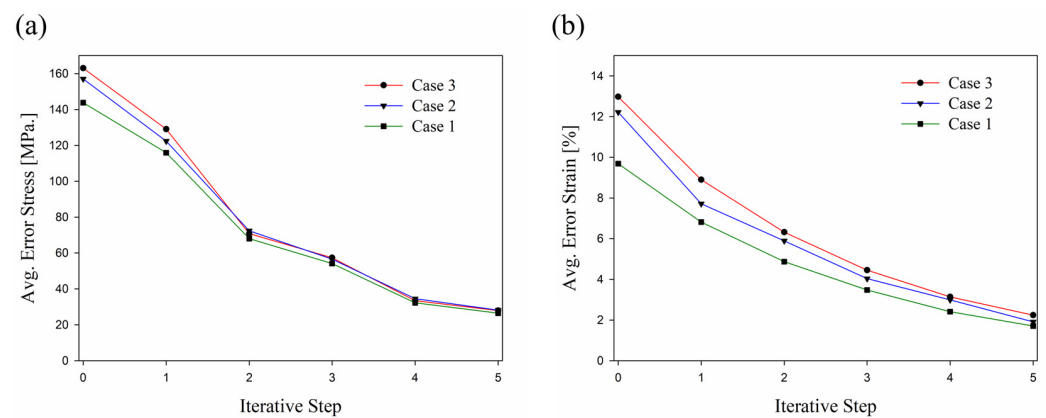 (a)
Avg. Error Stress [MPa.]
160
140
120
100
80
60
40
20
0
Case 3
Case 2
Case 1
0 1 2 3 4 5
Iterative Step
(b)
Avg. Error Strain [%]
14
12
10
8
6
4
2
0
Case 3
Case 2
Case 1
0 1 2 3 4 5
Iterative Step